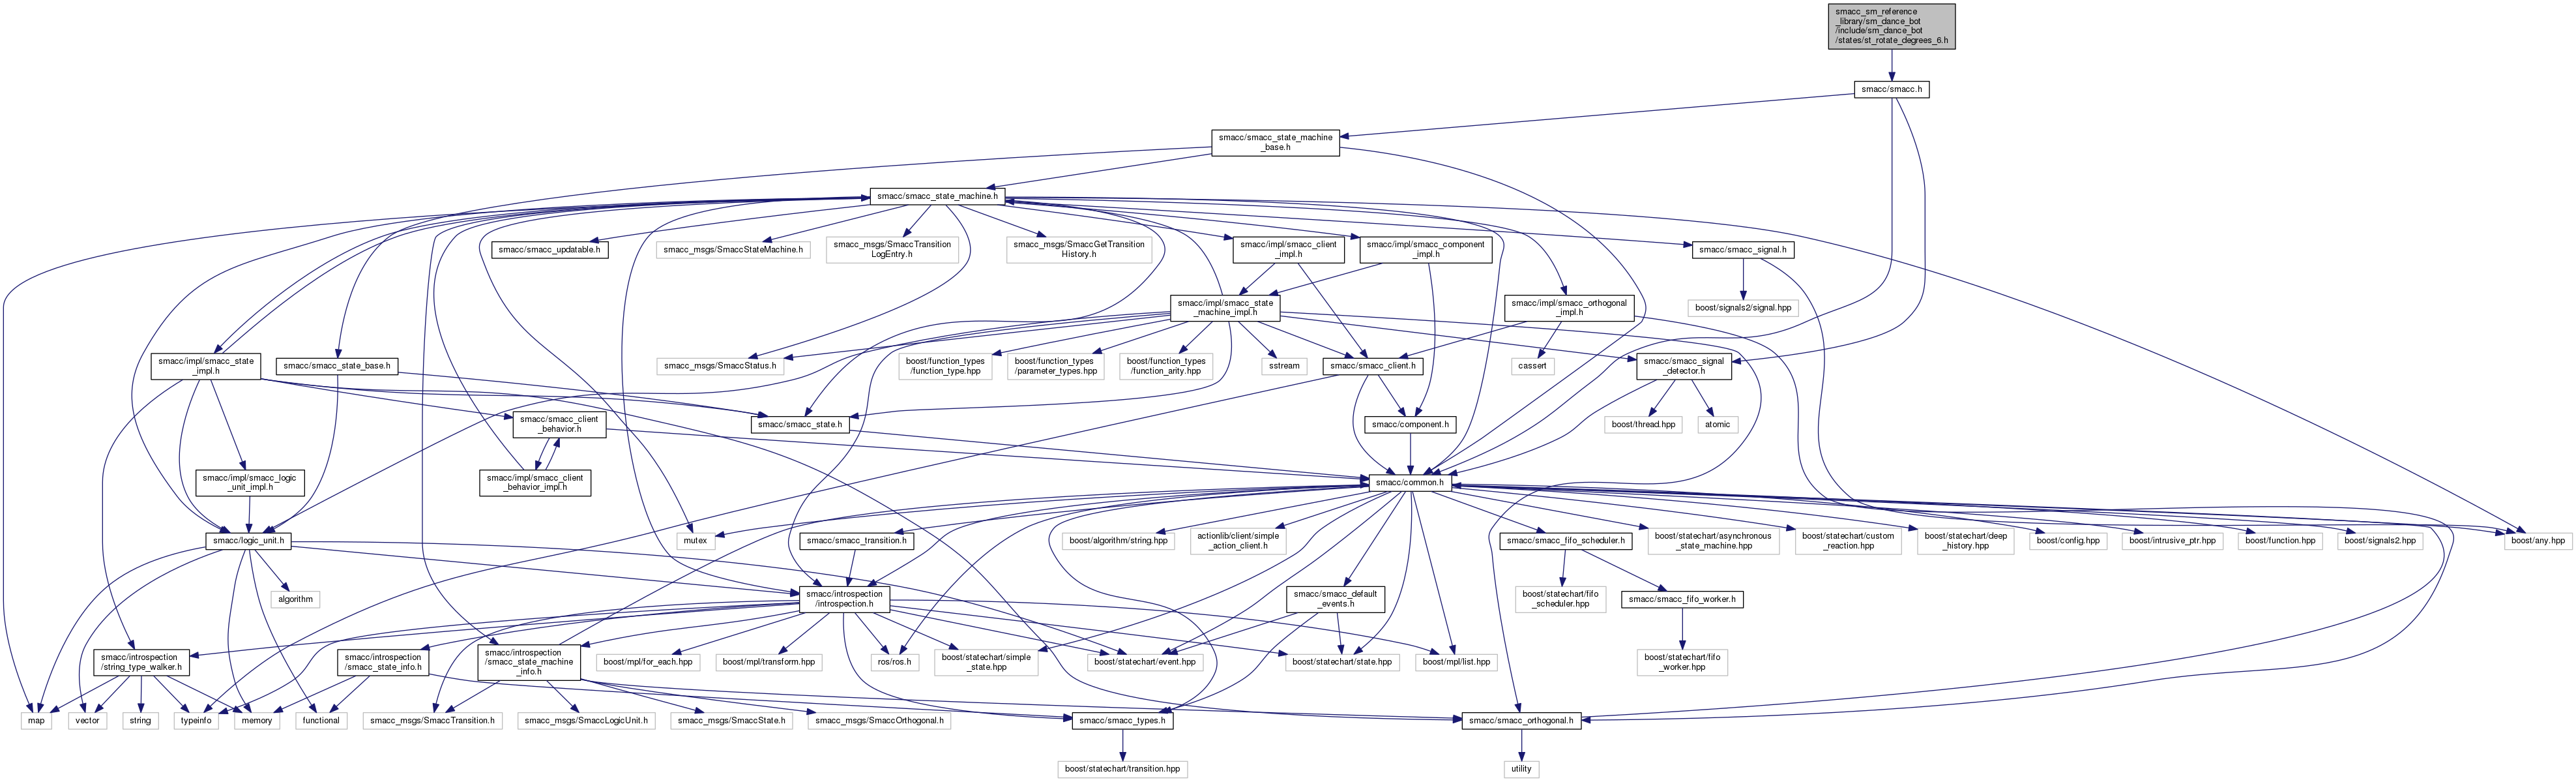 smacc_sm_reference
_library/sm_dance_bot
/include/sm_dance_bot
/states/st_rotate_degrees_6.h
smacc/smacc.h
smacc/smacc_state_machine
_base.h
smacc/smacc_state_machine.h
smacc/smacc_updatable.h
smacc_msgs/SmaccStateMachine.h
smacc_msgs/SmaccTransition
LogEntry.h
smacc_msgs/SmaccGetTransition
History.h
smacc/impl/smacc_client
_impl.h
smacc/impl/smacc_component
_impl.h
smacc/smacc_signal.h
smacc/impl/smacc_state
_machine_impl.h
smacc/impl/smacc_orthogonal
_impl.h
boost/signals2/signal.hpp
smacc/impl/smacc_state
_impl.h
smacc/smacc_state_base.h
smacc_msgs/SmaccStatus.h
boost/function_types
/function_type.hpp
boost/function_types
/parameter_types.hpp
boost/function_types
/function_arity.hpp
sstream
smacc/smacc_client.h
cassert
smacc/smacc_signal
_detector.h
smacc/smacc_client
_behavior.h
smacc/smacc_state.h
smacc/component.h
boost/thread.hpp
atomic
smacc/impl/smacc_logic
_unit_impl.h
smacc/impl/smacc_client
_behavior_impl.h
smacc/common.h
smacc/logic_unit.h
mutex
smacc/smacc_transition.h
boost/algorithm/string.hpp
actionlib/client/simple
_action_client.h
smacc/smacc_fifo_scheduler.h
boost/statechart/asynchronous
_state_machine.hpp
boost/statechart/custom
_reaction.hpp
boost/statechart/deep
_history.hpp
boost/config.hpp
boost/intrusive_ptr.hpp
boost/function.hpp
boost/signals2.hpp
boost/any.hpp
algorithm
smacc/introspection
/introspection.h
smacc/smacc_default
_events.h
boost/statechart/fifo
_scheduler.hpp
smacc/smacc_fifo_worker.h
smacc/introspection
/string_type_walker.h
smacc/introspection
/smacc_state_info.h
smacc/introspection
/smacc_state_machine
_info.h
boost/mpl/for_each.hpp
boost/mpl/transform.hpp
ros/ros.h
boost/statechart/simple
_state.hpp
boost/statechart/event.hpp
boost/statechart/state.hpp
boost/mpl/list.hpp
boost/statechart/fifo
_worker.hpp
map
vector
string
typeinfo
memory
functional
smacc_msgs/SmaccTransition.h
smacc_msgs/SmaccLogicUnit.h
smacc_msgs/SmaccState.h
smacc_msgs/SmaccOrthogonal.h
smacc/smacc_types.h
smacc/smacc_orthogonal.h
boost/statechart/transition.hpp
utility